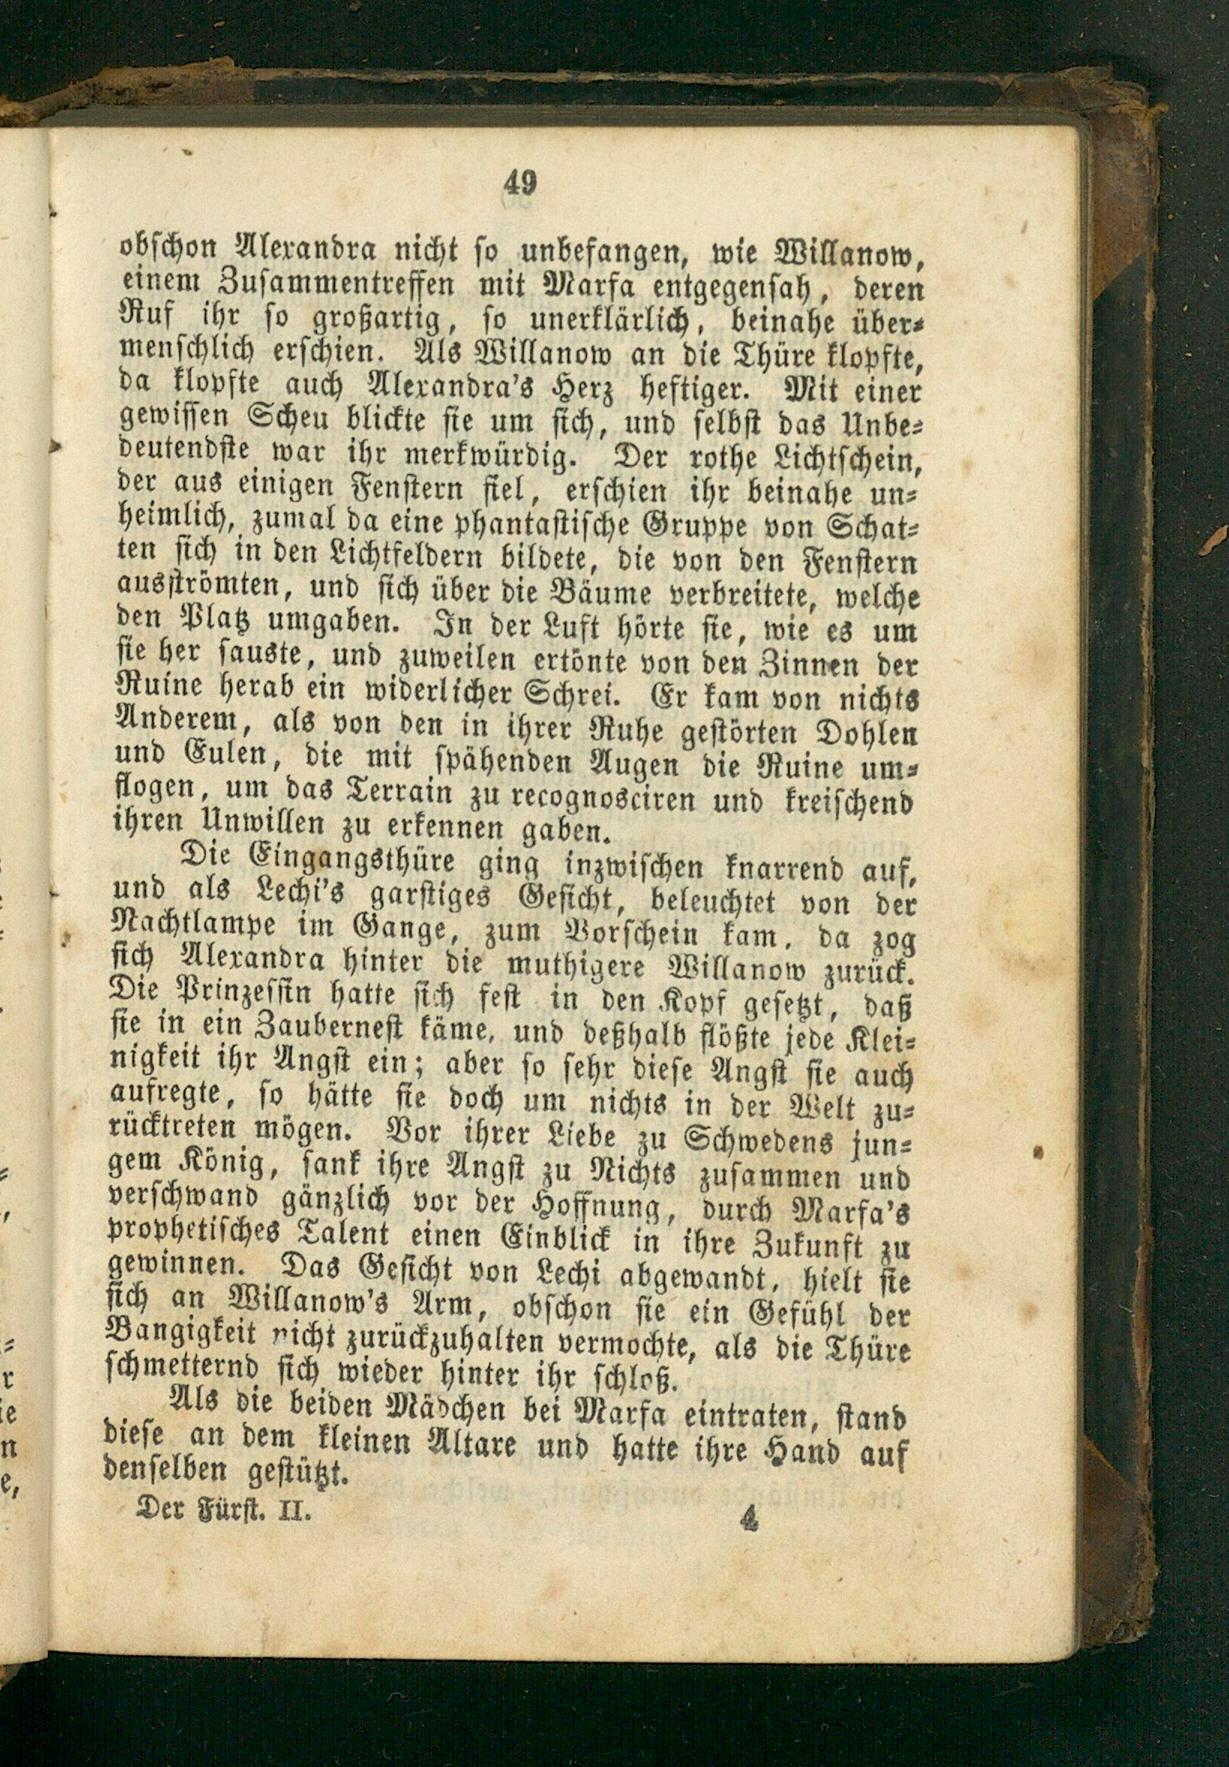 49
obschon Alexandra nicht so unbefangen, wie Willanow,
einem Zusammentreffen mit Marfa entgegensah, deren
Ruf ihr so großartig, so unerklärlich, beinahe über-
menschlich erschien. Als Willanow an die Thüre klopfte,
da klopfte auch Alexandra's Herz heftiger. Mit einer
gewissen Scheu blickte sie um sich, und selbst das Unbe-
deutendste war ihr merkwürdig. Der rothe Lichtschein,
der aus einigen Fenstern fiel, erschien ihr beinahe un-
heimlich, zumal da eine phantastische Gruppe von Schat-
ten sich in den Lichtfeldern bildete, die von den Fenstern
ausströmten, und sich über die Bäume verbreitete, welche
den Platz umgaben. In der Luft hörte sie, wie es um
sie her sauste, und zuweilen ertönte von den Zinnen der
Ruine herab ein widerlicher Schrei. Er kam von nichts
Anderem, als von den in ihrer Ruhe gestörten Dohlen
und Eulen, die mit spähenden Augen die Ruine um-
flogen, um das Terrain zu recognosciren und kreischend
ihren Unwillen zu erkennen gaben.
Die Eingangsthüre ging inzwischen knarrend auf,
und als Lechi's garstiges Gesicht, beleuchtet von der
Nachtlampe im Gange, zum Vorschein kam, da zog
sich Alexandra hinter die muthigere Willanow zurück.
Die Prinzessin hatte sich fest in den Kopf gesetzt, daß
sie in ein Zaubernest käme, und deßhalb flößte jede Klei-
nigkeit ihr Angst ein; aber so sehr diese Angst sie auch
aufregte, so hätte sie doch um nichts in der Welt zu-
rücktreten mögen. Vor ihrer Liebe zu Schwedens jun-
gem König, sank ihre Angst zu Nichts zusammen und
verschwand gänzlich vor der Hoffnung, durch Marfa's
prophetisches Talent einen Einblick in ihre Zukunft zu
gewinnen. Das Gesicht von Lechi abgewandt, hielt sie
sich an Willanow's Arm, obschon sie ein Gefühl der
Bangigkeit nicht zurückzuhalten vermochte, als die Thüre
schmetternd sich wieder hinter ihr schloß.
Als die beiden Mädchen bei Marfa eintraten, stand
diese an dem kleinen Altare und hatte ihre Hand auf
denselben gestützt.
Der Fürst. II. 4